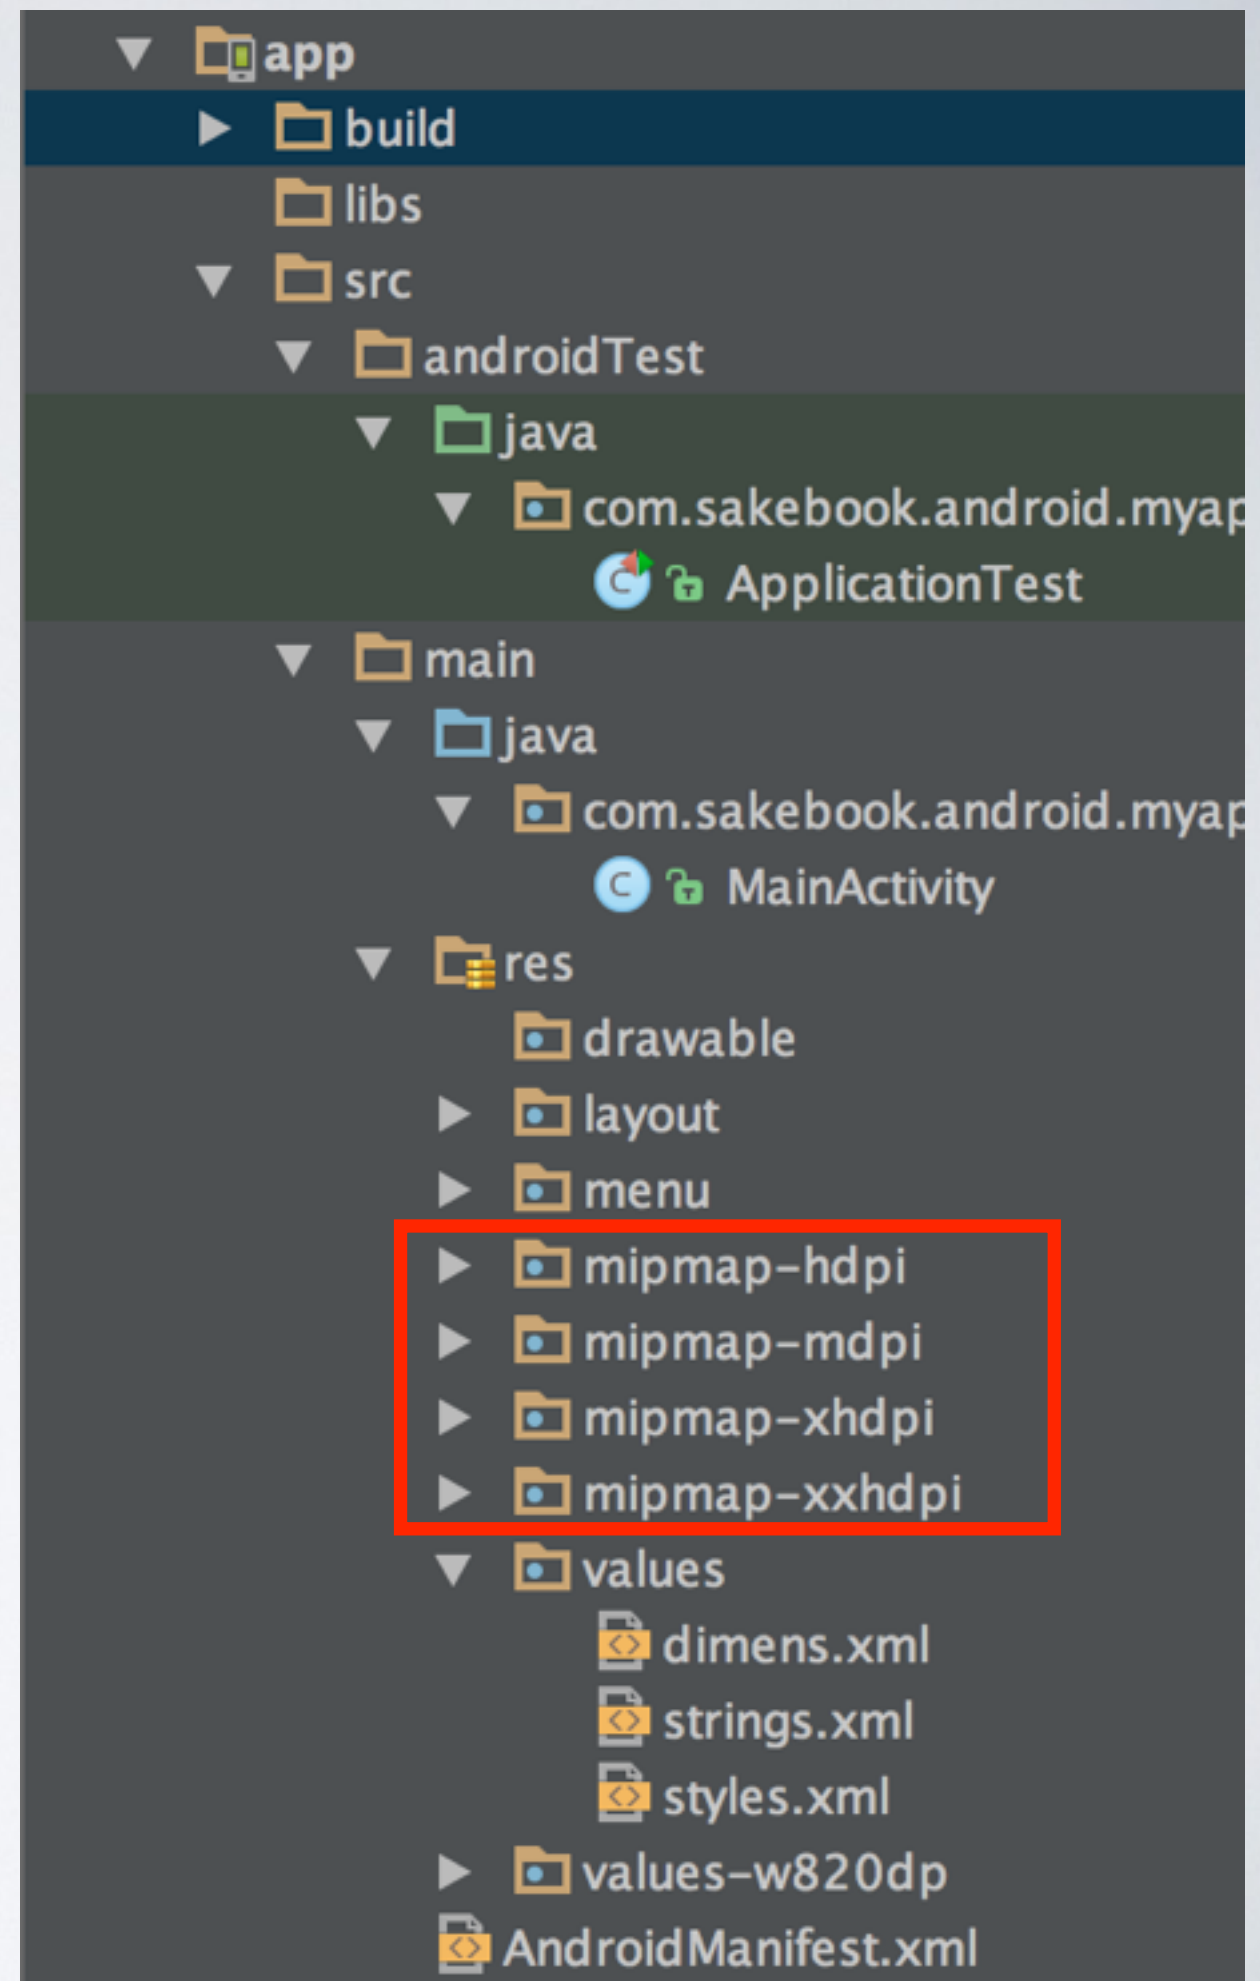 app
build
libs
src
androidTest
java
com.sakebook.android.myap
ApplicationTest
main
java
com.sakebook.android.myap
MainActivity
res
drawable
layout
menu
mipmap-hdpi
mipmap-mdpi
mipmap-xhdpi
mipmap-xxhdpi
values
dimens.xml
strings.xml
styles.xml
values-w820dp
AndroidManifest.xml